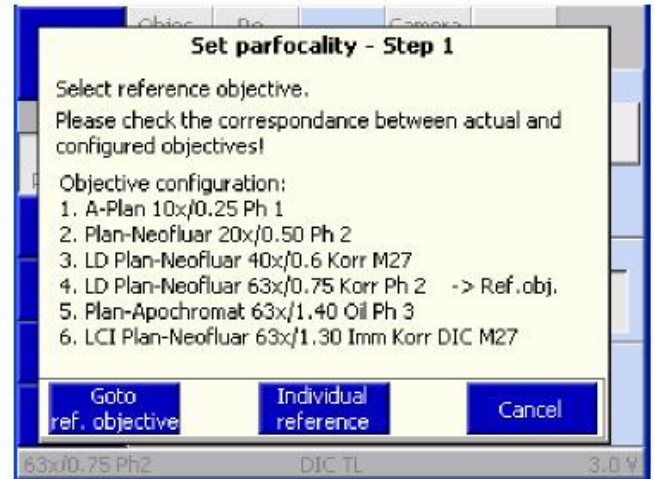 Objec
Camera
Set parfocality - Step 1
Select reference objective.
Please check the correspondance between actual and
configured objectives!
Objective configuration:
1. A-Plan 10x/0.25 Ph 1
2. Plan-Neofluar 20x/0.50 Ph 2
3. LD Plan-Neofluar 40x/0.6 Korr M27
4. LD Plan-Neofluar 63x/0.75 Korr Ph 2 -> Ref.obj.
5. Plan-Apochromat 63x/1.40 Oil Ph 3
6. LCI Plan-Neofluar 63x/1.30 Imm Korr DIC M27
Goto
ref. objective
Individual
reference
Cancel
63x/0.75 Ph2 DIC TL 3.0 V